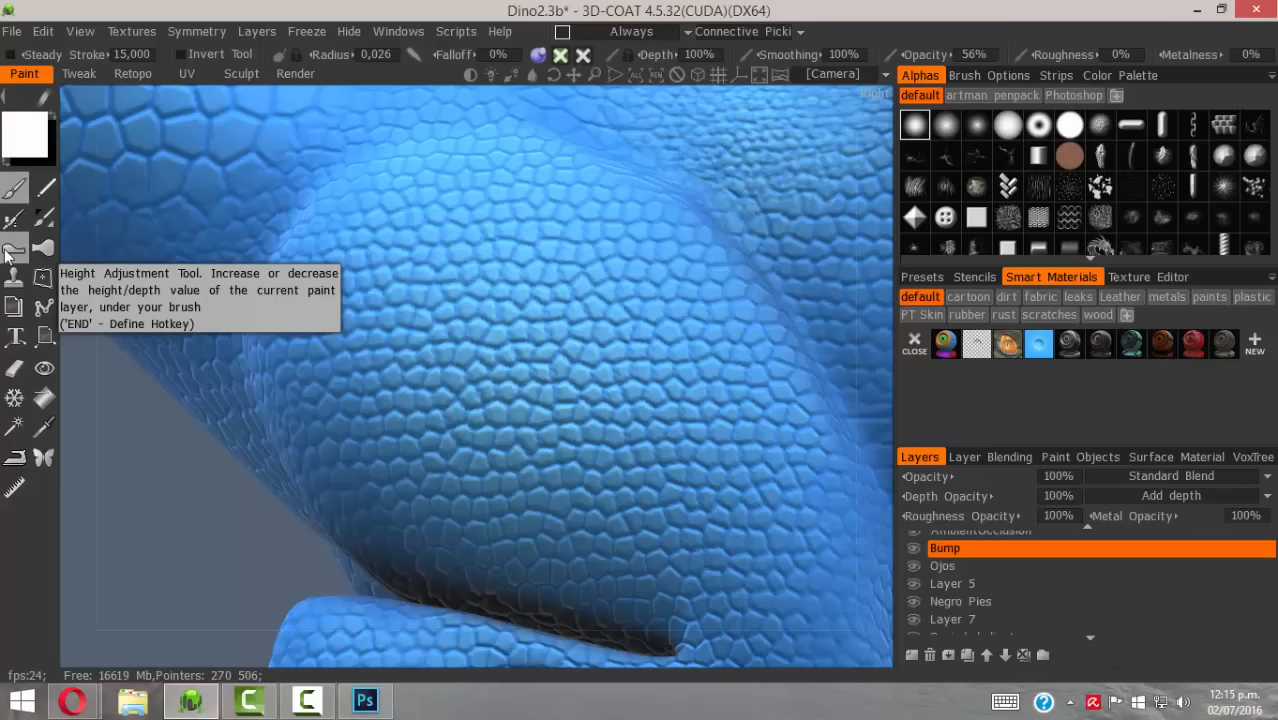 Dino2.3b* - 3D-COAT 4.5.32(CUDA)(DX64)
File Edit View Textures Symmetry Layers Freeze Hide Windows Scripts Help Always Connective Picki
Steady Stroke 15,000 Invert Tool Radius 0,026 Falloff 0% Depth 100% Smoothing 100% Opacity 56% Roughness 0% Metalness 0%
Paint Tweak Retopo UV Sculpt Render [Camera] Alphas Brush Options Strips Color Palette
Right
default artman penpack Photoshop
Height Adjustment Tool. Increase or decrease
the height/depth value of the current paint
layer, under your brush
('END' - Define Hotkey)
Presets Stencils Smart Materials Texture Editor
default cartoon dirt fabric leaks Leather metals paints plastic
PT Skin rubber rust scratches wood
CLOSE NEW
Layers Layer Blending Paint Objects Surface Material VoxTree
Opacity 100% Standard Blend
Depth Opacity 100% Add depth
Roughness Opacity 100% Metal Opacity 100%
AmbientOcclusion
Bump
Ojos
Layer 5
Negro Pies
Layer 7
fps:24; Free: 16619 Mb,Pointers: 270 506;
Ps
12:15 p.m.
02/07/2016